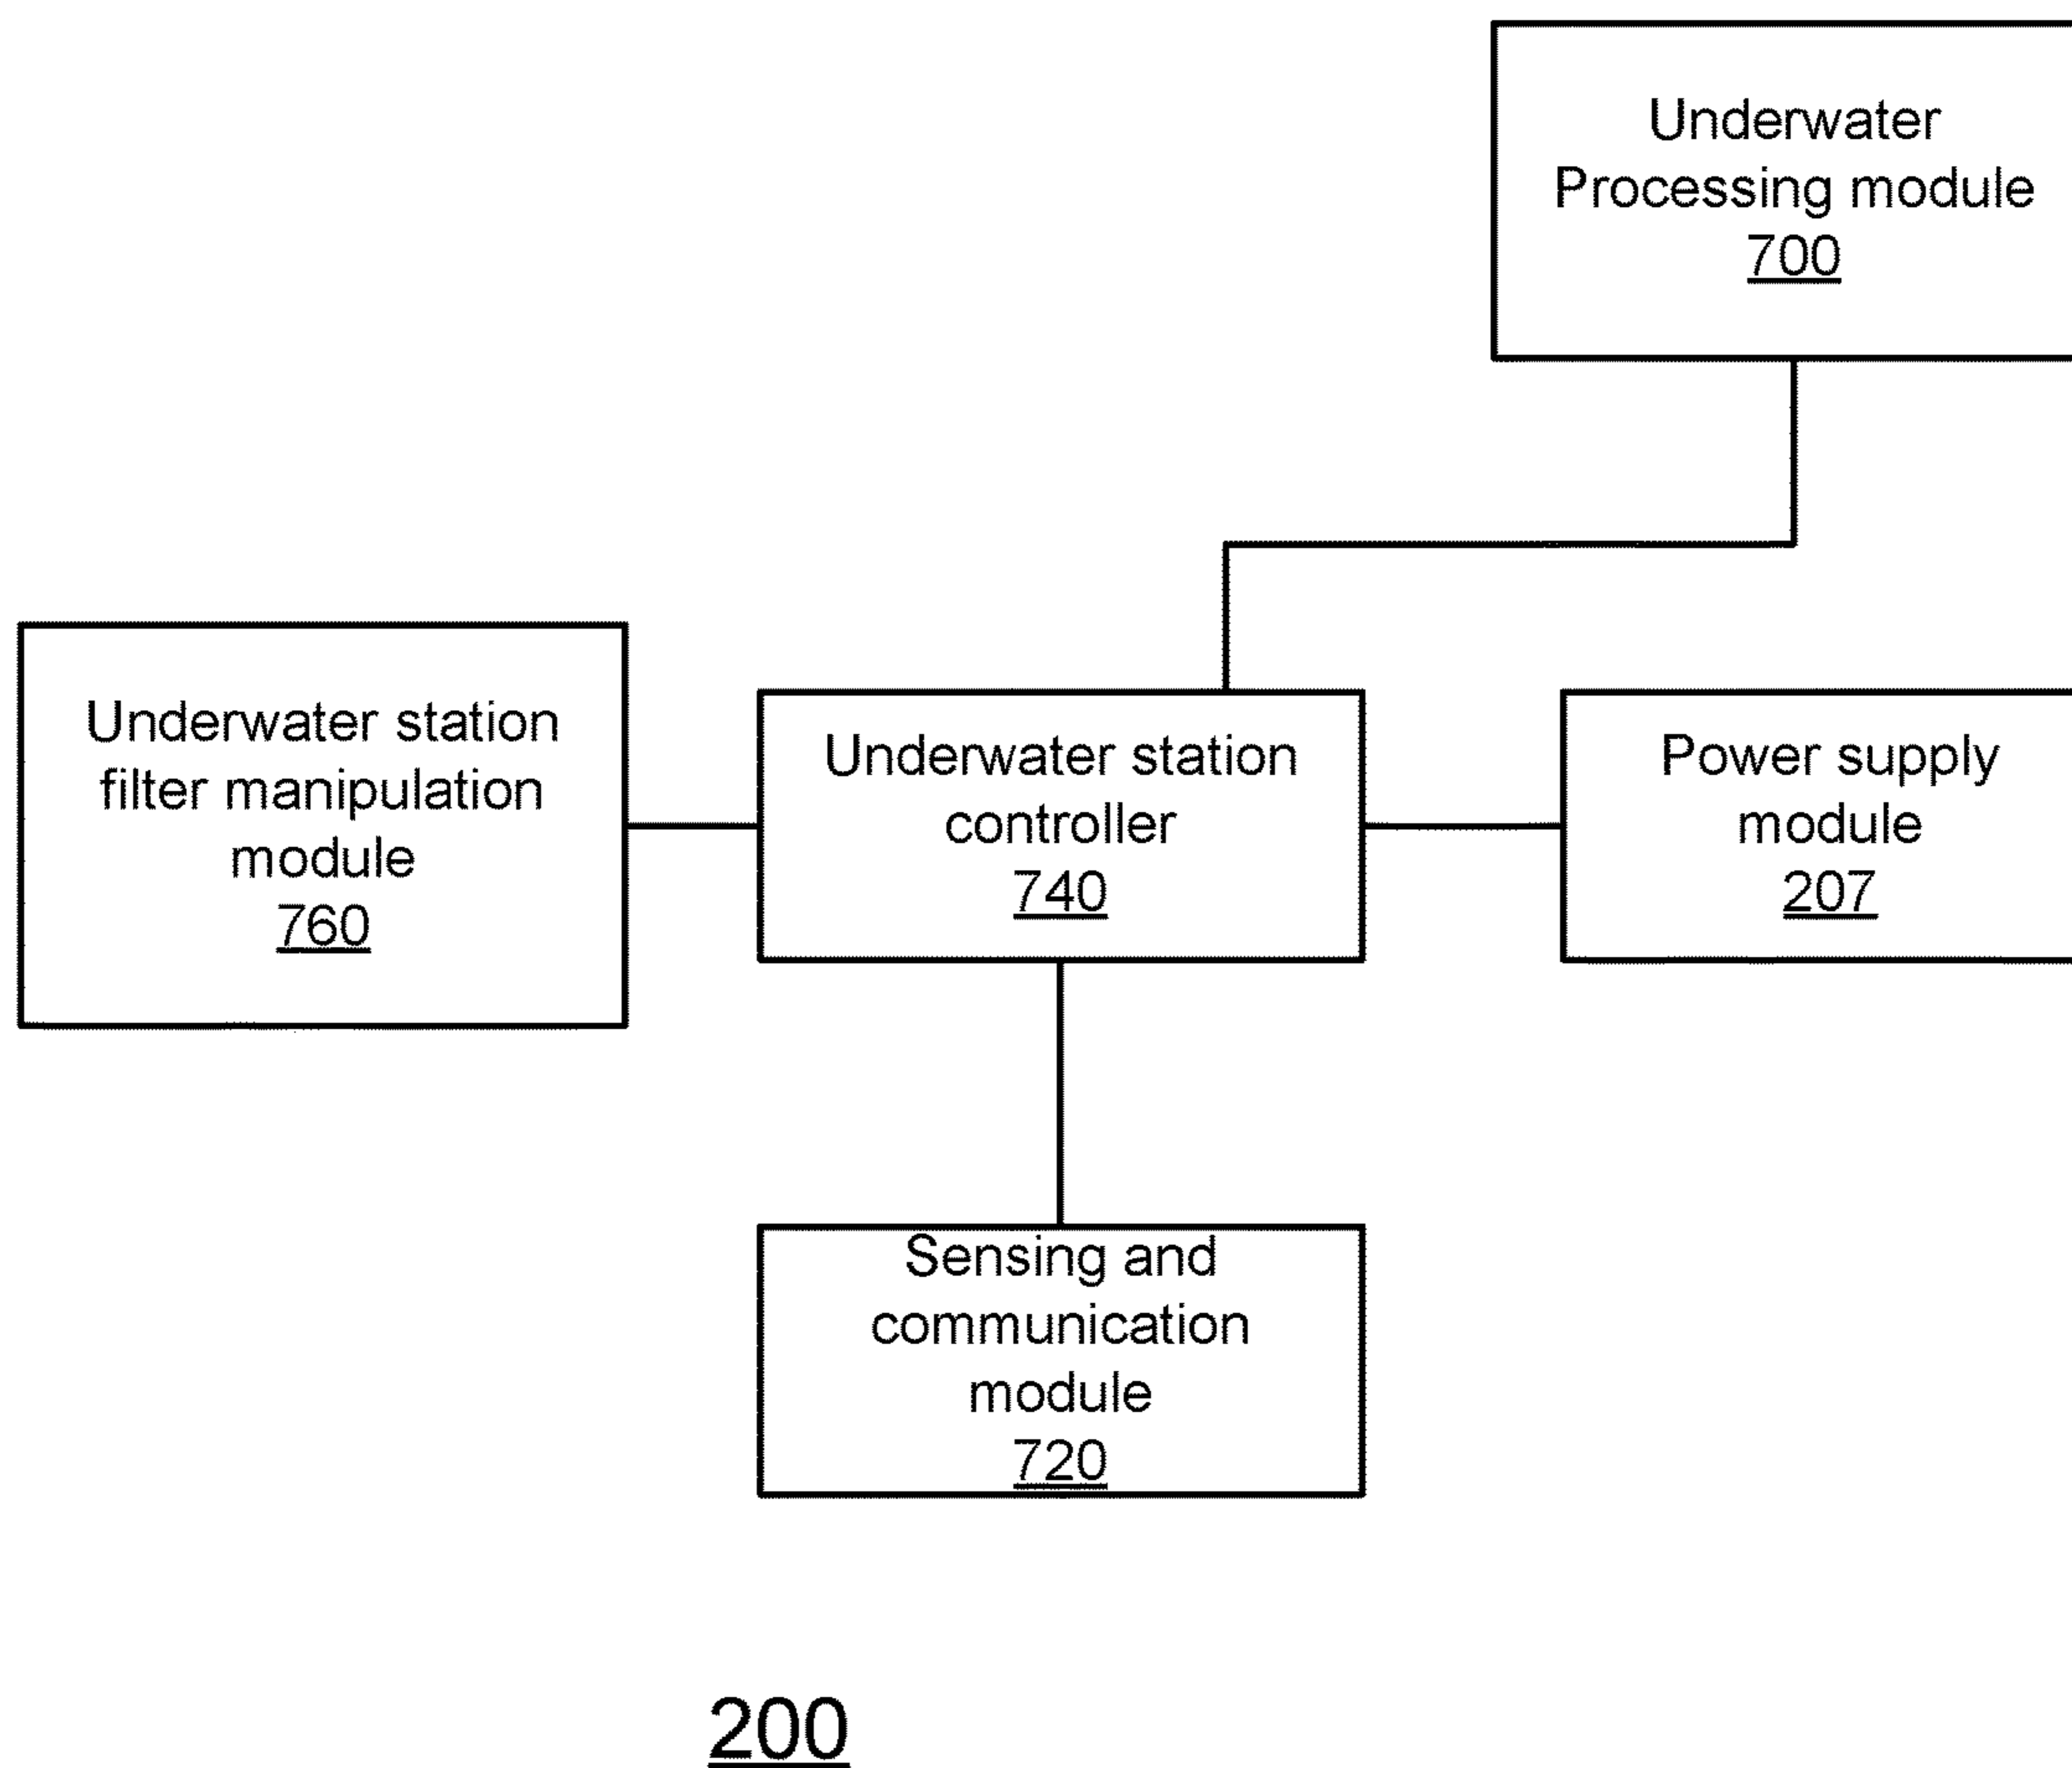 Underwater
Processing module
700
Underwater station
filter manipulation
module
760
Underwater station
controller
740
Power supply
module
207
Sensing and
communication
module
720
200